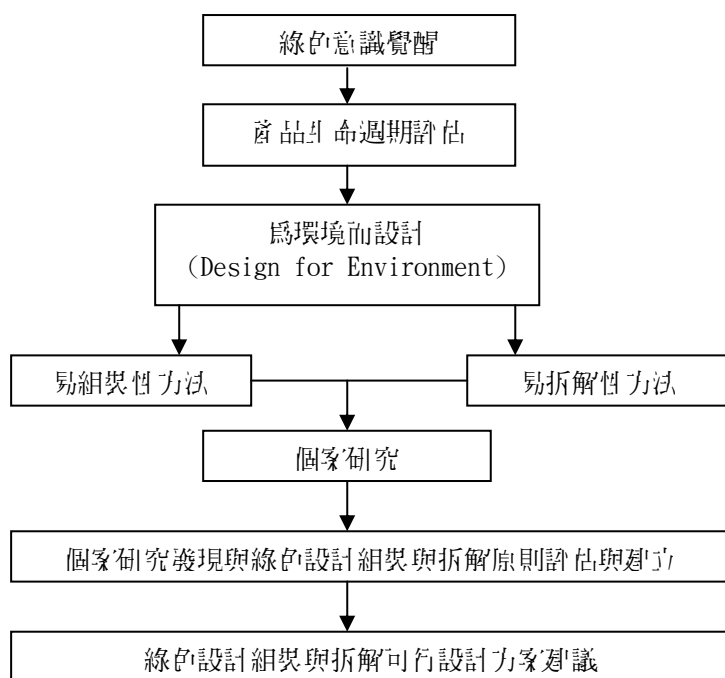 綠色意識覺醒
產品生命週期評估
為環境而設計
(Design for Environment)
易組裝性方法
易拆解性方法
個案研究
個案研究發現與綠色設計組裝與拆解原則評估與建立
綠色設計組裝與拆解可行設計方案建議